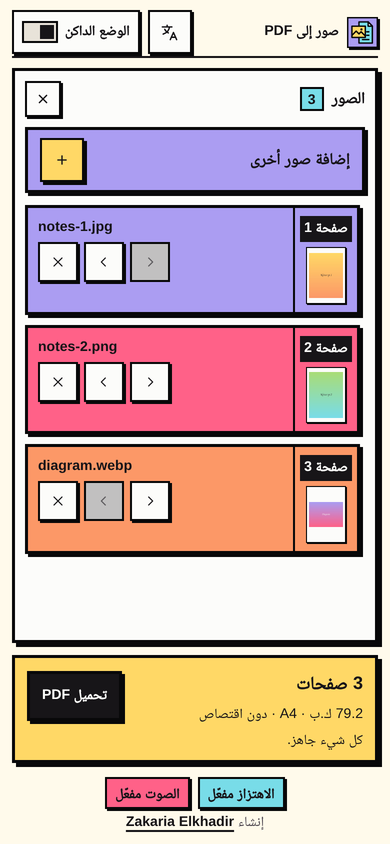 صور إلى PDF
الوضع الداكن
الصور 3
إضافة صور أخرى
صفحة 1
notes-1.jpg
صفحة 2
notes-2.png
صفحة 3
diagram.webp
3 صفحات
79.2 ك.ب · A4 · دون اقتصاص
كل شيء جاهز.
تحميل PDF
الاهتزاز مفعّل
الصوت مفعّل
إنشاء Zakaria Elkhadir